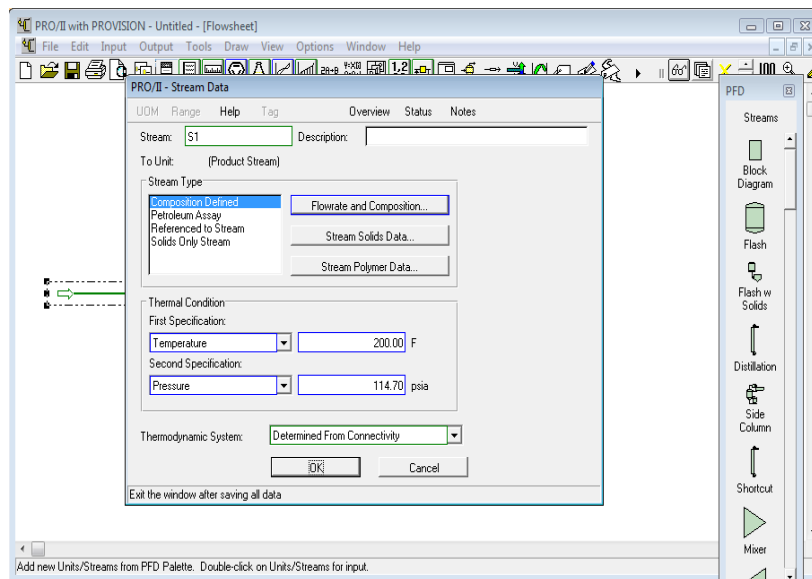 PRO/II with PROVISION - Untitled - [Flowsheet]
File Edit Input Output Tools Draw View Options Window Help
PRO/II - Stream Data
UOM Range Help Tag Overview Status Notes
Stream: S1 Description:
To Unit: (Product Stream)
Stream Type
Composition Defined
Petroleum Assay
Referenced to Stream
Solids Only Stream
Flowrate and Composition...
Stream Solids Data...
Stream Polymer Data...
Thermal Condition
First Specification:
Temperature 200.00 F
Second Specification:
Pressure 114.70 psia
Thermodynamic System: Determined From Connectivity
OK Cancel
Exit the window after saving all data
PFD
Streams
Block
Diagram
Flash
Flash w
Solids
Distillation
Side
Column
Shortcut
Mixer
Add new Units/Streams from PFD Palette. Double-click on Units/Streams for input.